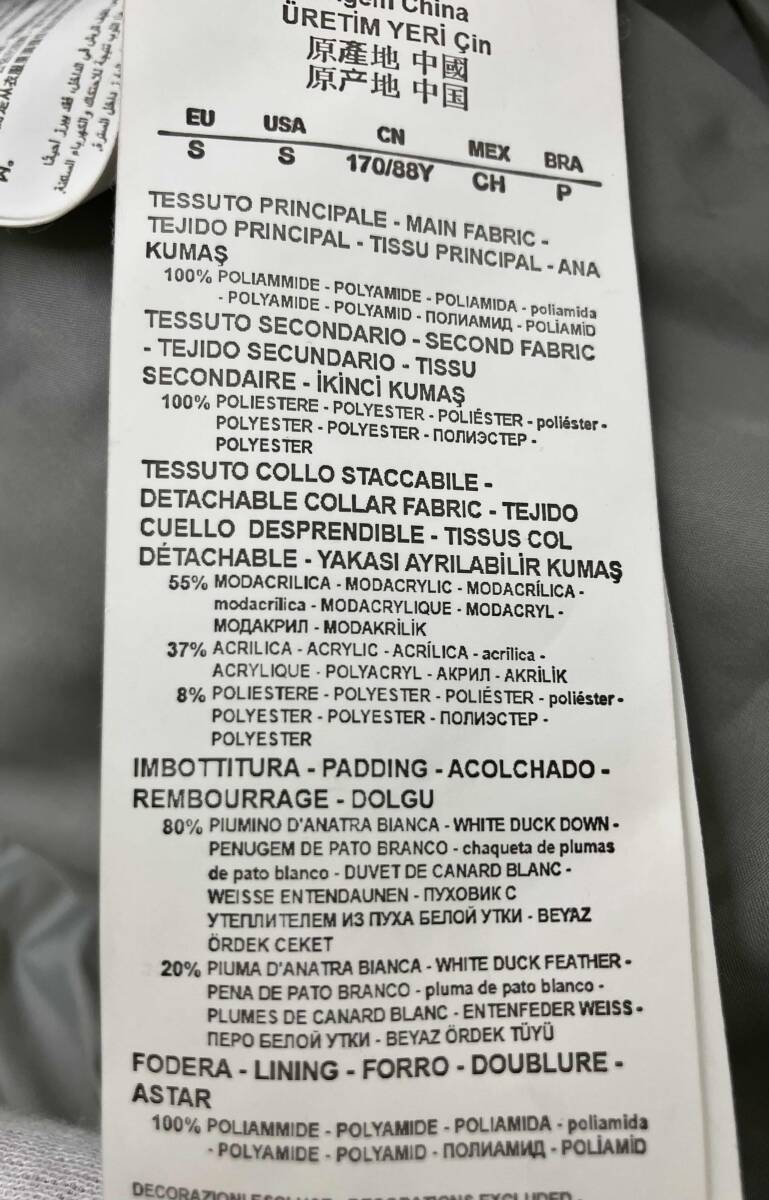 China
ÜRETİM YERİ Çin
原產地 中國
原产地 中国
EU USA CN MEX BRA
S S 170/88Y CH P
TESSUTO PRINCIPALE - MAIN FABRIC -
TEJIDO PRINCIPAL - TISSU PRINCIPAL - ANA
KUMAŞ
100% POLIAMMIDE - POLYAMIDE - POLIAMIDA - poliamida
- POLYAMIDE - POLYAMID - ПОЛИАМИД - POLİAMİD
TESSUTO SECONDARIO - SECOND FABRIC
- TEJIDO SECUNDARIO - TISSU
SECONDAIRE - İKİNCİ KUMAŞ
100% POLIESTERE - POLYESTER - POLIÉSTER - poliéster -
POLYESTER - POLYESTER - ПОЛИЭСТЕР -
POLYESTER
TESSUTO COLLO STACCABILE -
DETACHABLE COLLAR FABRIC - TEJIDO
CUELLO DESPRENDIBLE - TISSUS COL
DÉTACHABLE - YAKASI AYRILABİLİR KUMAŞ
55% MODACRILICA - MODACRYLIC - MODACRÍLICA -
modacrílica - MODACRYLIQUE - MODACRYL -
МОДАКРИЛ - MODAKRİLİK
37% ACRILICA - ACRYLIC - ACRÍLICA - acrílica -
ACRYLIQUE - POLYACRYL - АКРИЛ - AKRİLİK
8% POLIESTERE - POLYESTER - POLIÉSTER - poliéster -
POLYESTER - POLYESTER - ПОЛИЭСТЕР -
POLYESTER
IMBOTTITURA - PADDING - ACOLCHADO -
REMBOURRAGE - DOLGU
80% PIUMINO D'ANATRA BIANCA - WHITE DUCK DOWN -
PENUGEM DE PATO BRANCO - chaqueta de plumas
de pato blanco - DUVET DE CANARD BLANC -
WEISSE ENTENDAUNEN - ПУХОВИК С
УТЕПЛИТЕЛЕМ ИЗ ПУХА БЕЛОЙ УТКИ - BEYAZ
ÖRDEK CEKET
20% PIUMA D'ANATRA BIANCA - WHITE DUCK FEATHER -
PENA DE PATO BRANCO - pluma de pato blanco -
PLUMES DE CANARD BLANC - ENTENFEDER WEISS -
ПЕРО БЕЛОЙ УТКИ - BEYAZ ÖRDEK TÜYÜ
FODERA - LINING - FORRO - DOUBLURE -
ASTAR
100% POLIAMMIDE - POLYAMIDE - POLIAMIDA - poliamida
- POLYAMIDE - POLYAMID - ПОЛИАМИД - POLİAMİD